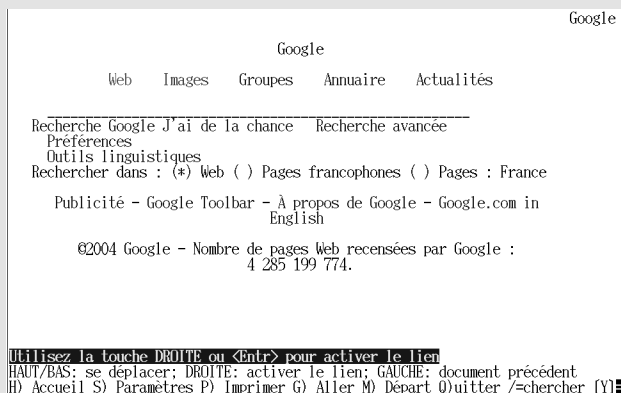 Google
Google
Web Images Groupes Annuaire Actualités
Recherche Google J'ai de la chance Recherche avancée
Préférences
Outils linguistiques
Rechercher dans : (*) Web ( ) Pages francophones ( ) Pages : France
Publicité - Google Toolbar - À propos de Google - Google.com in
English
©2004 Google - Nombre de pages Web recensées par Google :
4 285 199 774.
Utilisez la touche DROITE ou <Entr> pour activer le lien
HAUT/BAS: se déplacer; DROITE: activer le lien; GAUCHE: document précédent
H) Accueil S) Paramètres P) Imprimer G) Aller M) Départ Q)uitter /=chercher [Y]